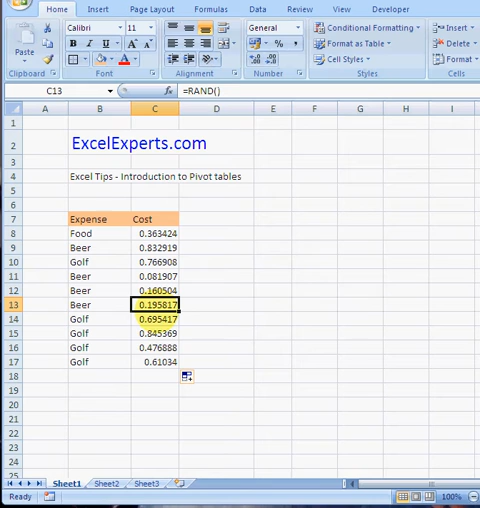 Home Insert Page Layout Formulas Data Review View Developer
Calibri 11 General Conditional Formatting Insert
Paste B I U A A % , Format as Table Delete
Cell Styles Format
Clipboard Font Alignment Number Styles Cells
C13 fx =RAND()
A B C D E F G H I
1
2 ExcelExperts.com
3
4 Excel Tips - Introduction to Pivot tables
5
6
7 Expense Cost
8 Food 0.363424
9 Beer 0.832919
10 Golf 0.766908
11 Beer 0.081907
12 Beer 0.160504
13 Beer 0.195817
14 Golf 0.695417
15 Golf 0.845369
16 Golf 0.476888
17 Golf 0.61034
18
19
20
21
22
23
24
25
Sheet1 Sheet2 Sheet3
Ready 100%